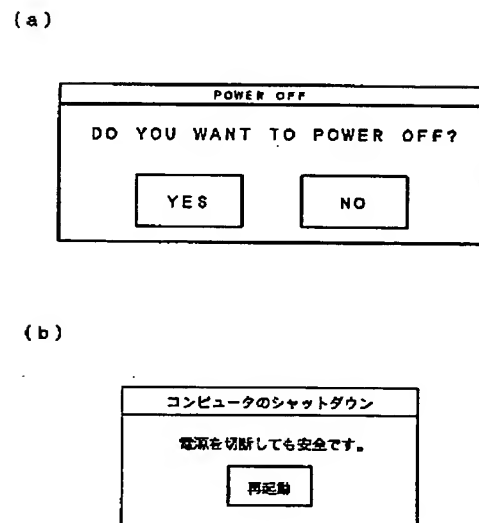 (a)
POWER OFF
DO YOU WANT TO POWER OFF?
YES
NO
(b)
コンピュータのシャットダウン
電源を切断しても安全です。
再起動